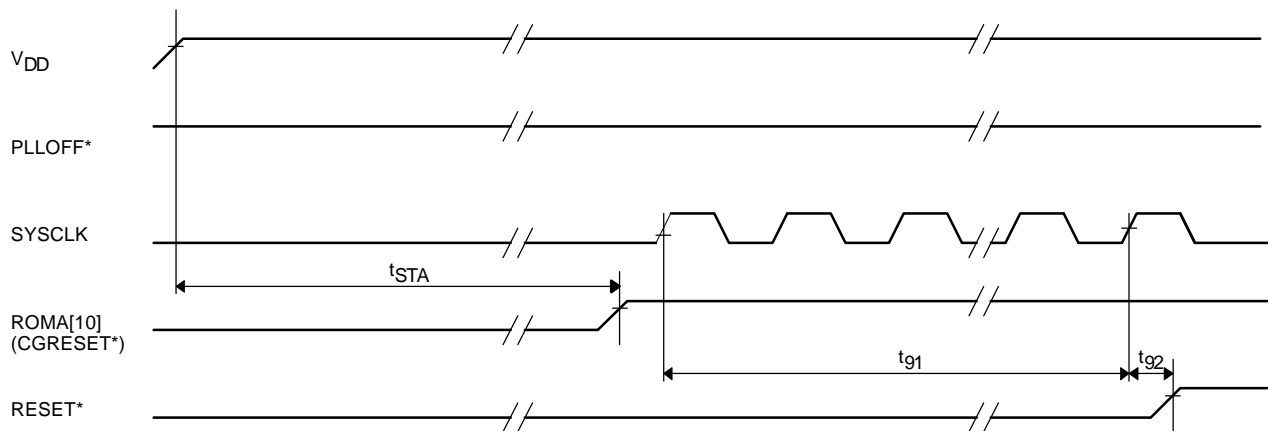 VDD
PLLOFF*
SYSCLK
tSTA
ROMA[10]
(CGRESET*)
t91
t92
RESET*